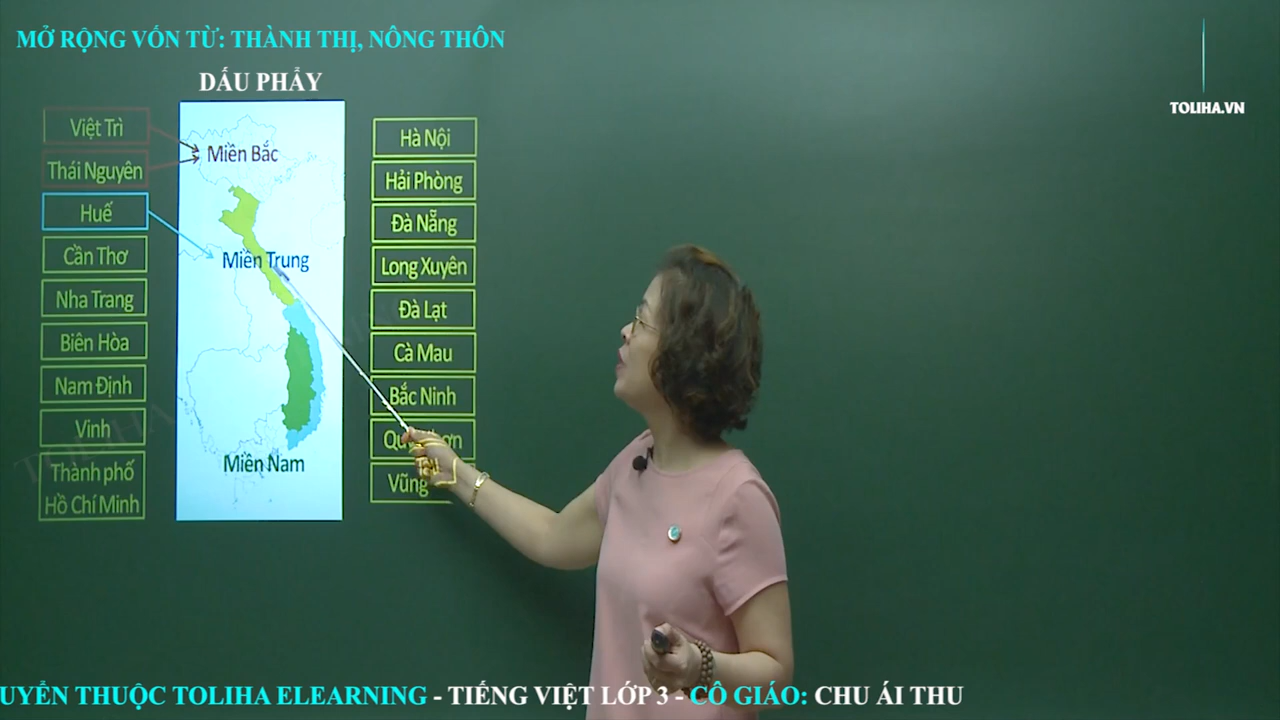 MỞ RỘNG VỐN TỪ: THÀNH THỊ, NÔNG THÔN
TOLIHA.VN
DẤU PHẨY
Việt Trì
Thái Nguyên
Huế
Cần Thơ
Nha Trang
Biên Hòa
Nam Định
Vinh
Thành phố
Hồ Chí Minh
Miền Bắc
Miền Trung
Miền Nam
Hà Nội
Hải Phòng
Đà Nẵng
Long Xuyên
Đà Lạt
Cà Mau
Bắc Ninh
Vũng
UYỄN THUỘC TOLIHA ELEARNING - TIẾNG VIỆT LỚP 3 - CÔ GIÁO: CHU ÁI THU